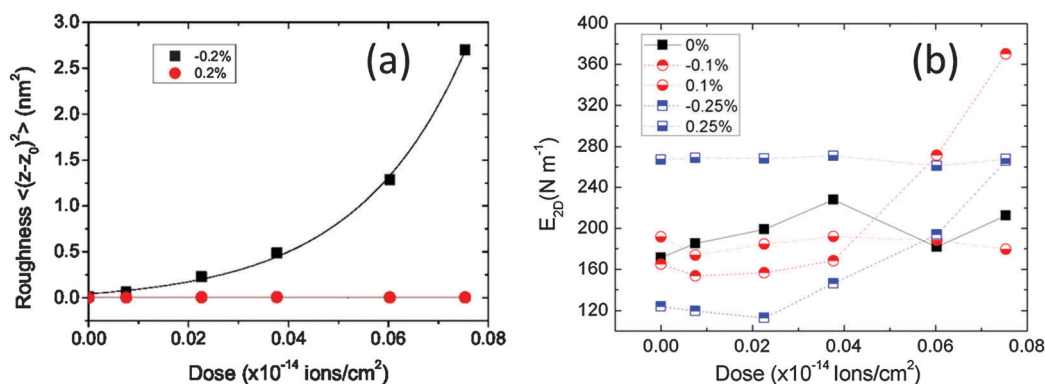 (a)
-0.2%
0.2%
Roughness <(z-z₀)²> (nm²)
3.0
2.5
2.0
1.5
1.0
0.5
0.0
0.00 0.02 0.04 0.06 0.08
Dose (x10⁻¹⁴ ions/cm²)
(b)
0%
-0.1%
0.1%
-0.25%
0.25%
E₂D(N m⁻¹)
400
360
320
280
240
200
160
120
0.00 0.02 0.04 0.06 0.08
Dose (x10⁻¹⁴ Ions/cm²)